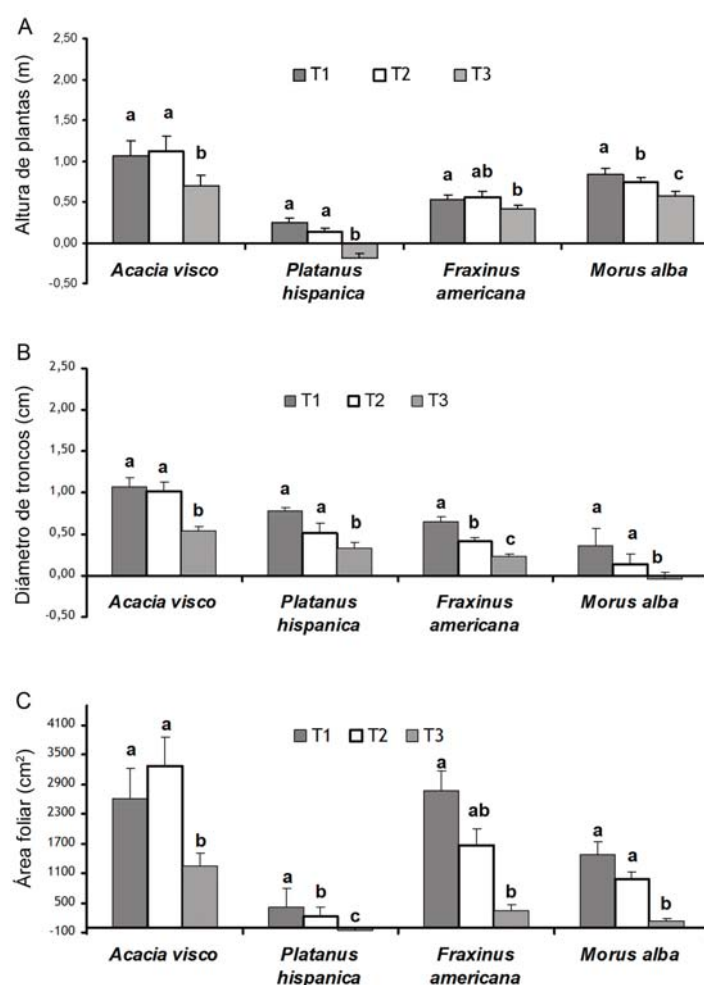 A
Altura de plantas (m)
2,50
2,00
1,50
1,00
0,50
0,00
-0,50
T1 T2 T3
a a b
a a b
a ab b
a b c
Acacia visco Platanus hispanica Fraxinus americana Morus alba
B
Diámetro de troncos (cm)
2,50
2,00
1,50
1,00
0,50
0,00
-0,50
T1 T2 T3
a a b
a a b
a b c
a a b
Acacia visco Platanus hispanica Fraxinus americana Morus alba
C
Área foliar (cm²)
4100
3500
2900
2300
1700
1100
500
-100
T1 T2 T3
a a b
a b c
a ab b
a a b
Acacia visco Platanus hispanica Fraxinus americana Morus alba